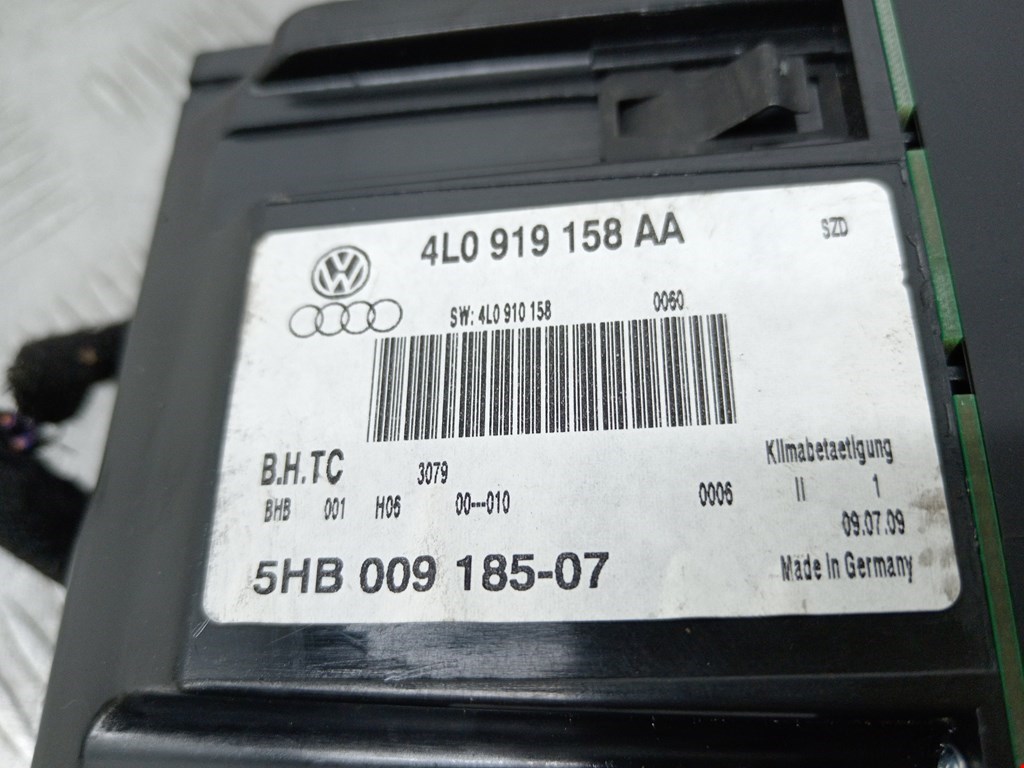 4L0 919 158 AA
SZD
SW: 4L0 910 158 0060
B.H.TC 3079 Klimabetaetigung
BHB 001 H06 00---010 0006 II 1
09.07.09
5HB 009 185-07 Made in Germany